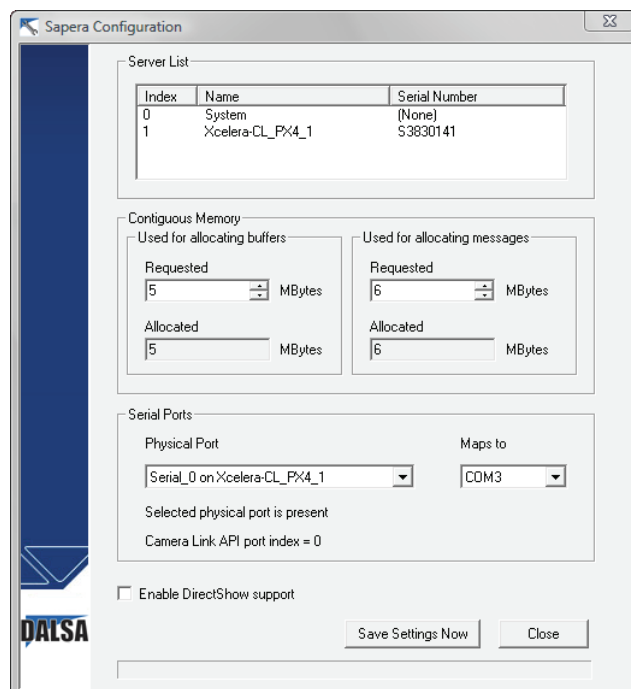 Sapera Configuration
Server List
Index Name Serial Number
0 System (None)
1 Xcelera-CL_PX4_1 S3830141
Contiguous Memory
Used for allocating buffers Used for allocating messages
Requested Requested
5 MBytes 6 MBytes
Allocated Allocated
5 MBytes 6 MBytes
Serial Ports
Physical Port Maps to
Serial_0 on Xcelera-CL_PX4_1 COM3
Selected physical port is present
Camera Link API port index = 0
Enable DirectShow support
DALSA
Save Settings Now Close